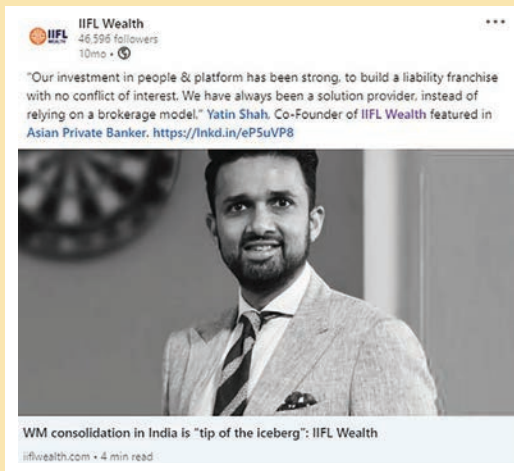 IIFL Wealth
IIFL
WEALTH
46,596 followers
10mo •
"Our investment in people & platform has been strong, to build a liability franchise
with no conflict of interest. We have always been a solution provider, instead of
relying on a brokerage model." Yatin Shah, Co-Founder of IIFL Wealth featured in
Asian Private Banker. https://lnkd.in/eP5uVP8
WM consolidation in India is "tip of the iceberg": IIFL Wealth
iiflwealth.com • 4 min read